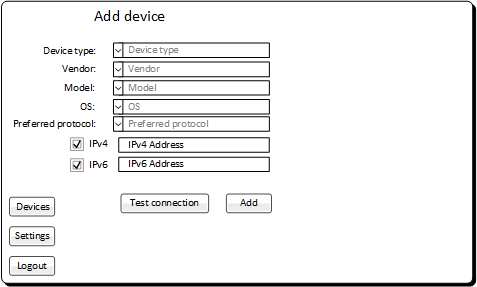 Add device
Device type: Device type
Vendor: Vendor
Model: Model
OS: OS
Preferred protocol: Preferred protocol
IPv4 IPv4 Address
IPv6 IPv6 Address
Test connection Add
Devices
Settings
Logout